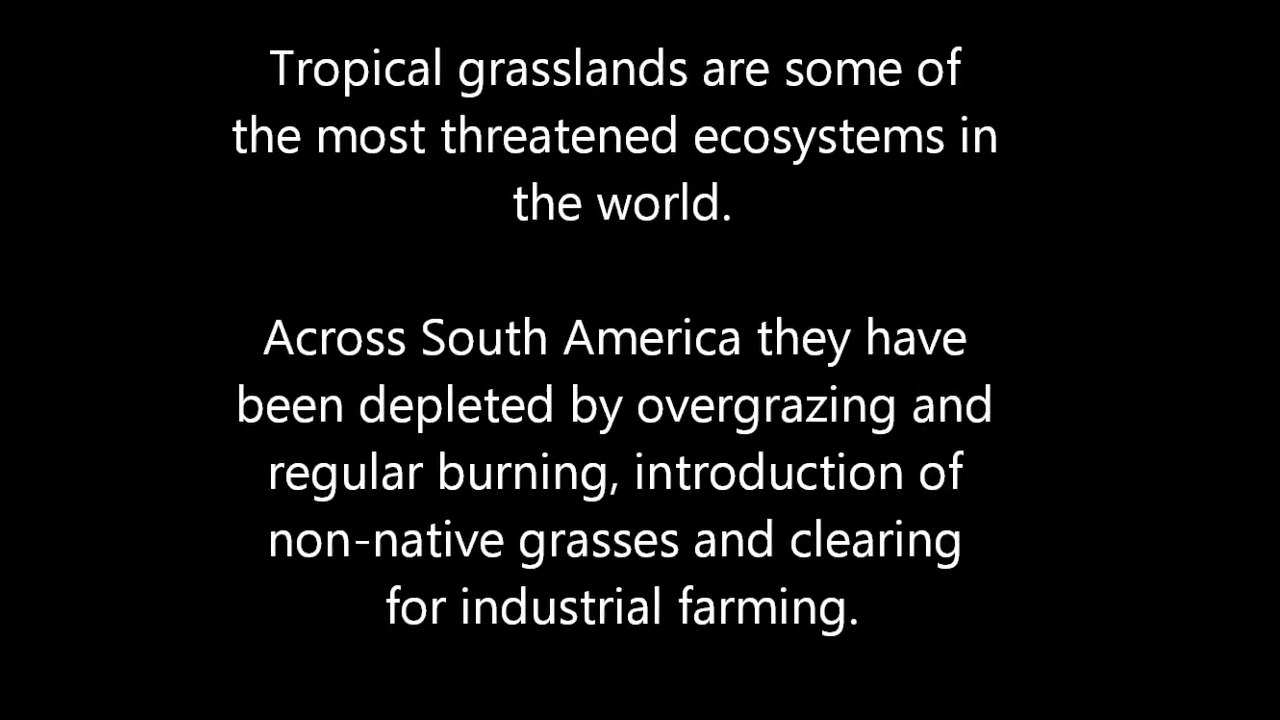 Tropical grasslands are some of
the most threatened ecosystems in
the world.
Across South America they have
been depleted by overgrazing and
regular burning, introduction of
non-native grasses and clearing
for industrial farming.